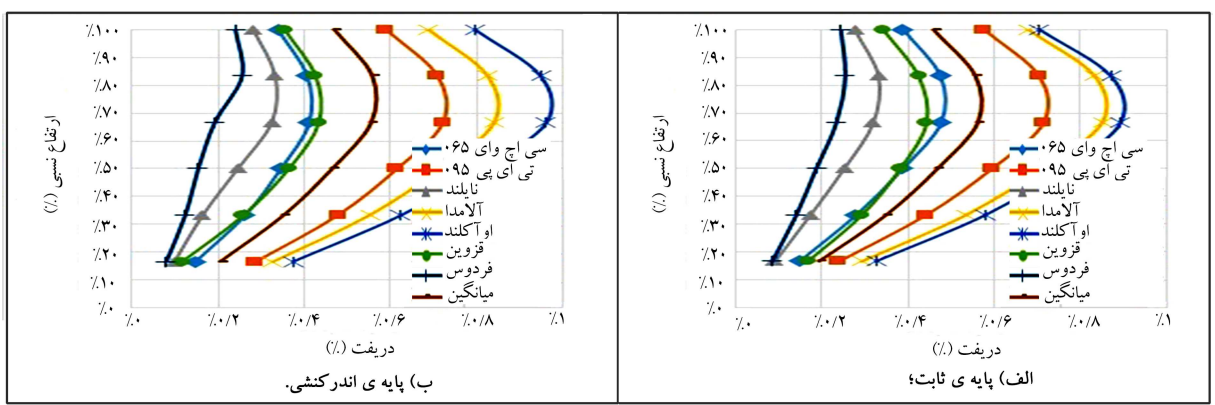 ٪۱۰۰
٪۹۰
٪۸۰
٪۷۰
٪۶۰
٪۵۰
٪۴۰
٪۳۰
٪۲۰
٪۱۰
٪۰
ارتفاع نسبی (٪)
سی اچ وای ۰۶۵
تی ای پی ۰۹۵
نایلند
آلامدا
اوآکلند
قزوین
فردوس
میانگین
٪۰ ٪۰/۲ ٪۰/۴ ٪۰/۶ ٪۰/۸ ٪۱
دریفت (٪)
الف) پایه ی ثابت؛
٪۱۰۰
٪۹۰
٪۸۰
٪۷۰
٪۶۰
٪۵۰
٪۴۰
٪۳۰
٪۲۰
٪۱۰
٪۰
ارتفاع نسبی (٪)
سی اچ وای ۰۶۵
تی ای پی ۰۹۵
نایلند
آلامدا
اوآکلند
قزوین
فردوس
میانگین
٪۰ ٪۰/۲ ٪۰/۴ ٪۰/۶ ٪۰/۸ ٪۱
دریفت (٪)
ب) پایه ی اندرکنشی.